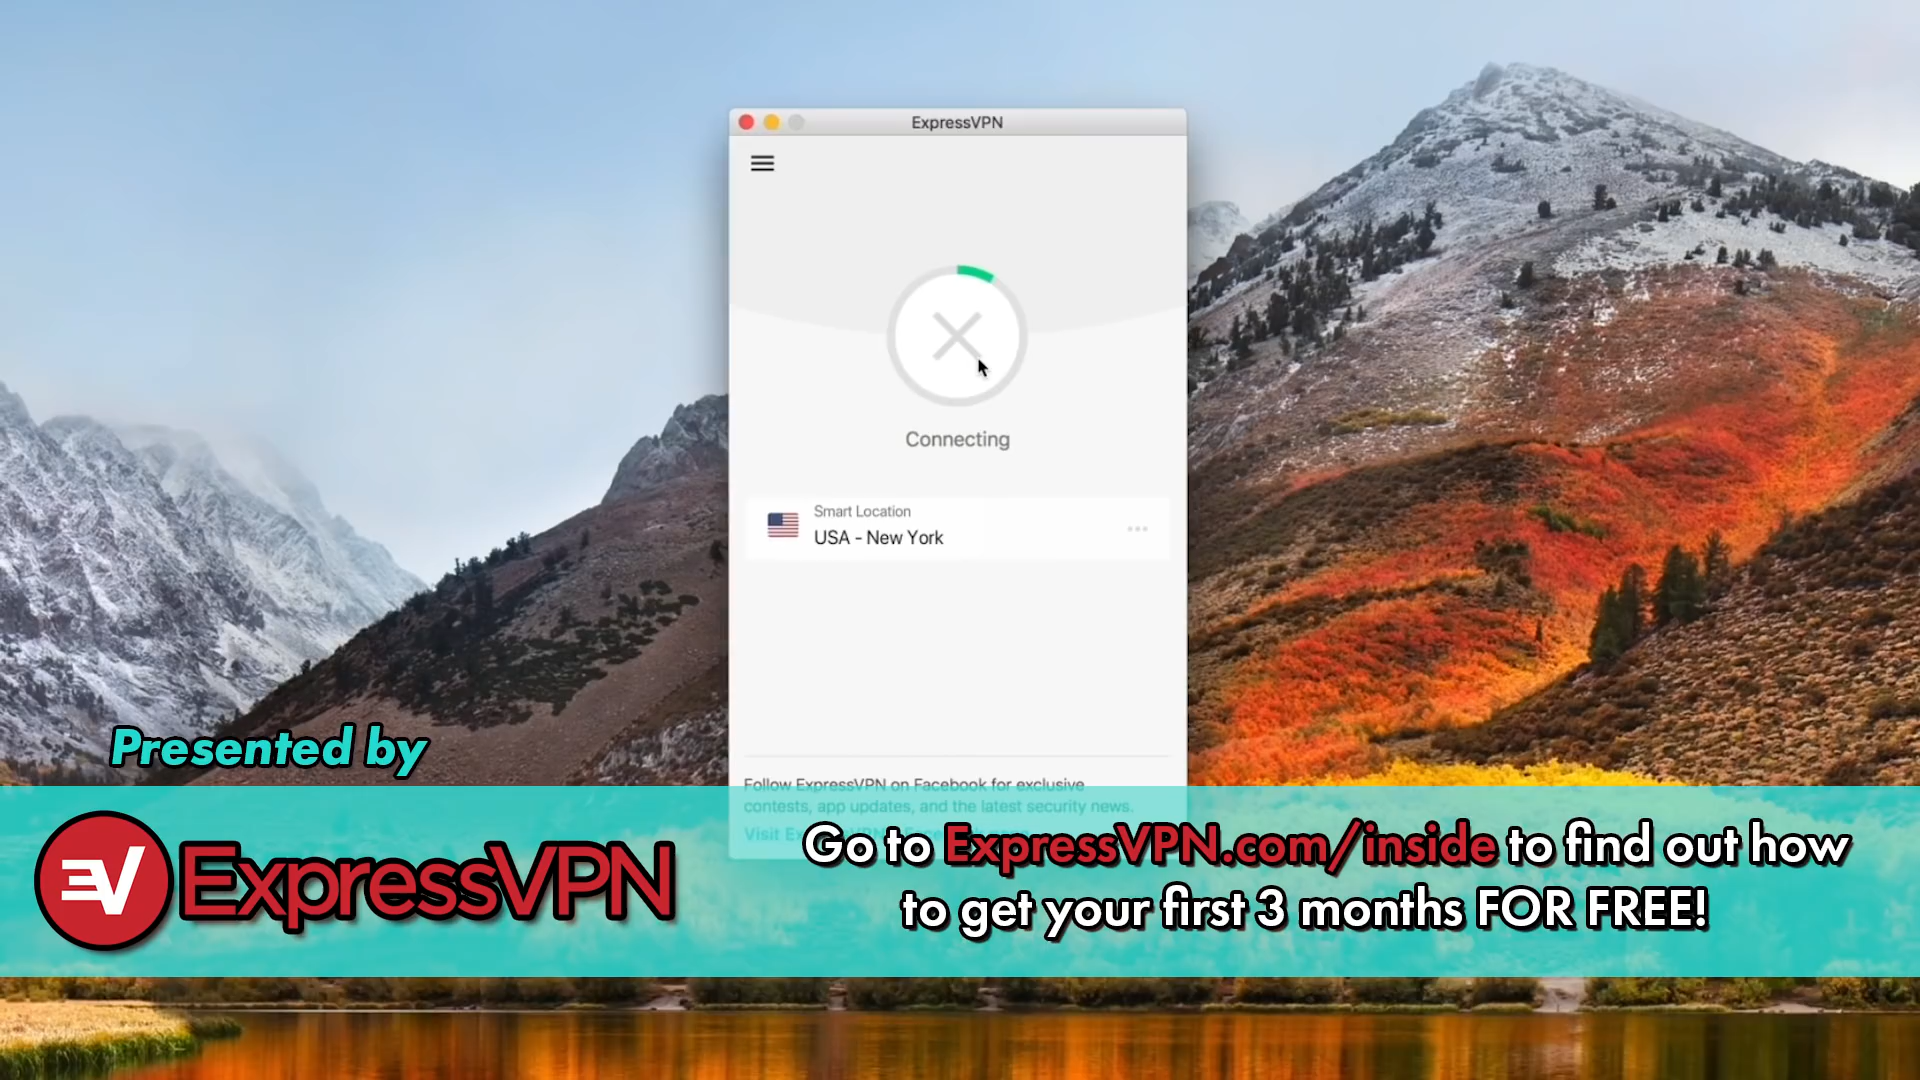 ExpressVPN
Connecting
Smart Location
USA - New York
Follow ExpressVPN on Facebook for exclusive
contests, app updates, and the latest security news.
Presented by
EV ExpressVPN
Go to ExpressVPN.com/inside to find out how
to get your first 3 months FOR FREE!